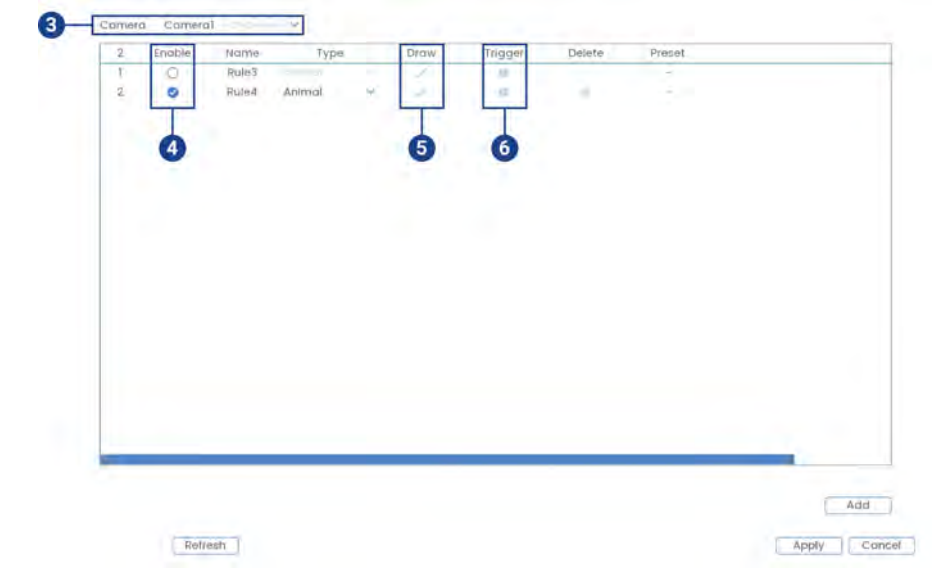 3 Camera Camera1
2 Enable Name Type Draw Trigger Delete Preset
1 Rule3 --
2 Rule4 Animal --
4 5 6
Add
Refresh Apply Cancel